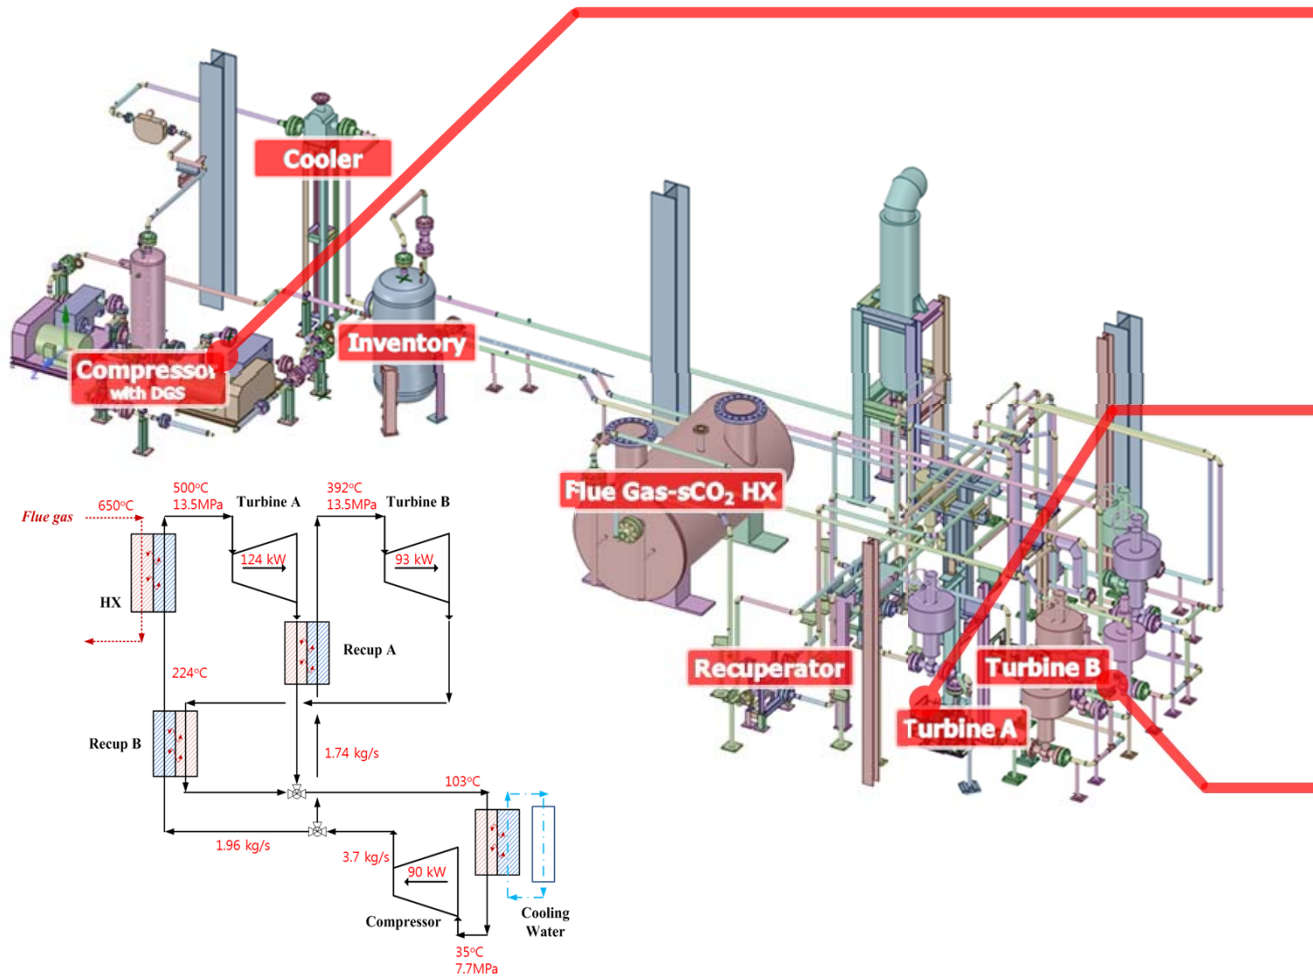 Cooler
Inventory
Compressor
with DGS
Flue Gas-sCO₂ HX
Recuperator
Turbine B
Turbine A
Flue gas
650°C
500°C
13.5MPa
Turbine A
392°C
13.5MPa
Turbine B
124 kW
93 kW
HX
Recup A
224°C
Recup B
1.74 kg/s
103°C
1.96 kg/s
3.7 kg/s
90 kW
Compressor
Cooling
Water
35°C
7.7MPa